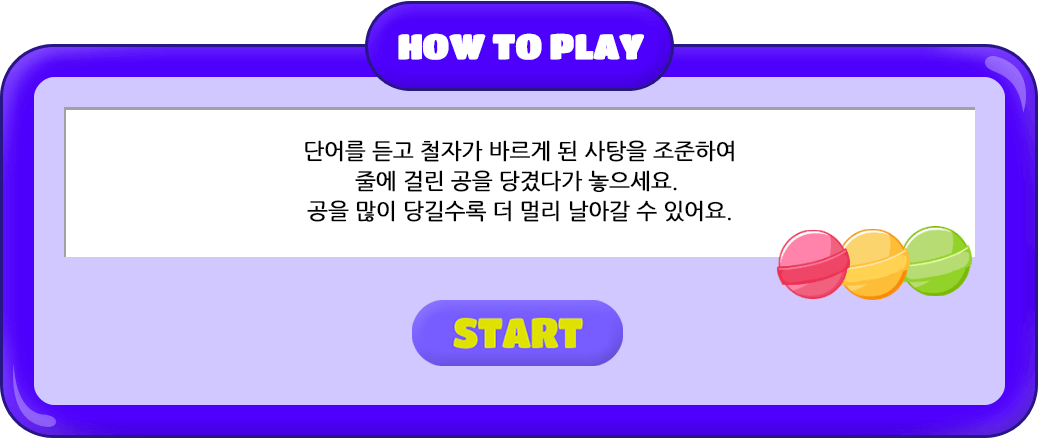 HOW TO PLAY
단어를 듣고 철자가 바르게 된 사탕을 조준하여
줄에 걸린 공을 당겼다가 놓으세요.
공을 많이 당길수록 더 멀리 날아갈 수 있어요.
START